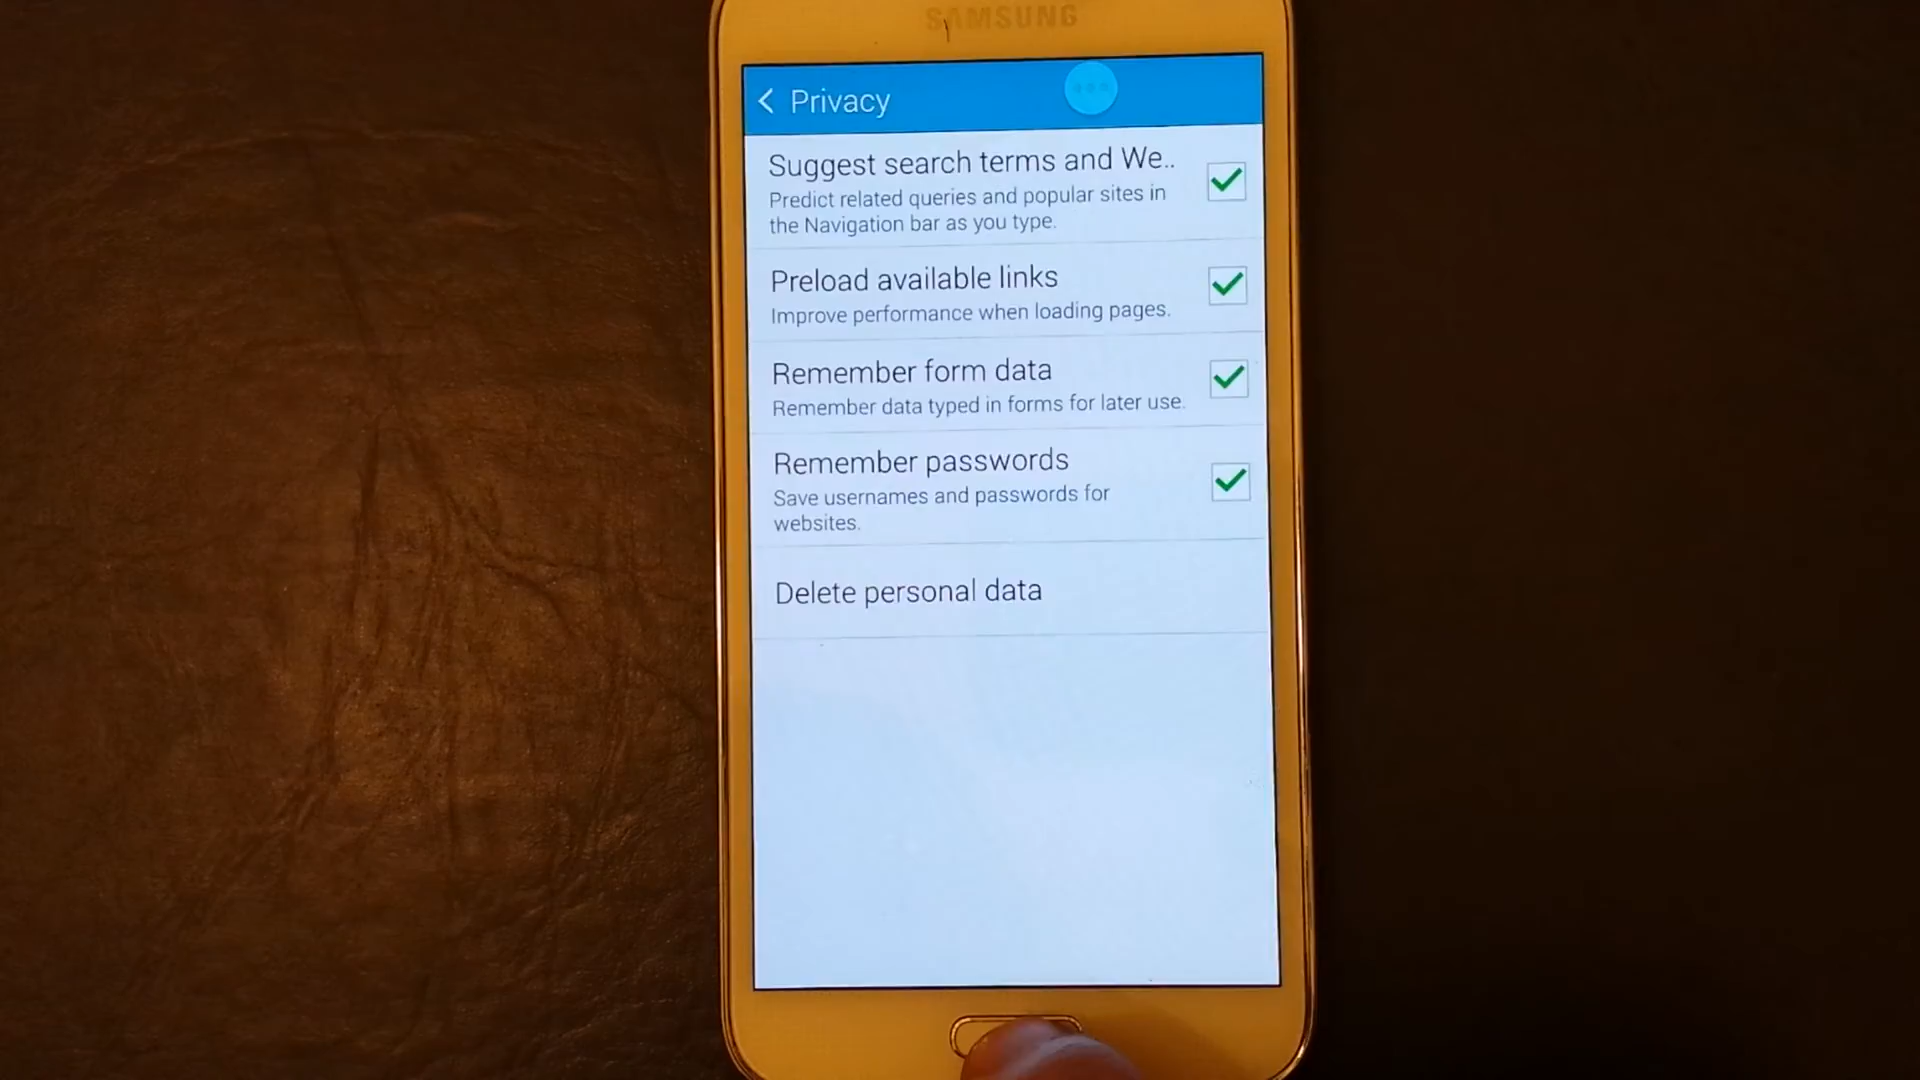 SAMSUNG
Privacy
Suggest search terms and We..
Predict related queries and popular sites in
the Navigation bar as you type.
Preload available links
Improve performance when loading pages.
Remember form data
Remember data typed in forms for later use.
Remember passwords
Save usernames and passwords for
websites.
Delete personal data